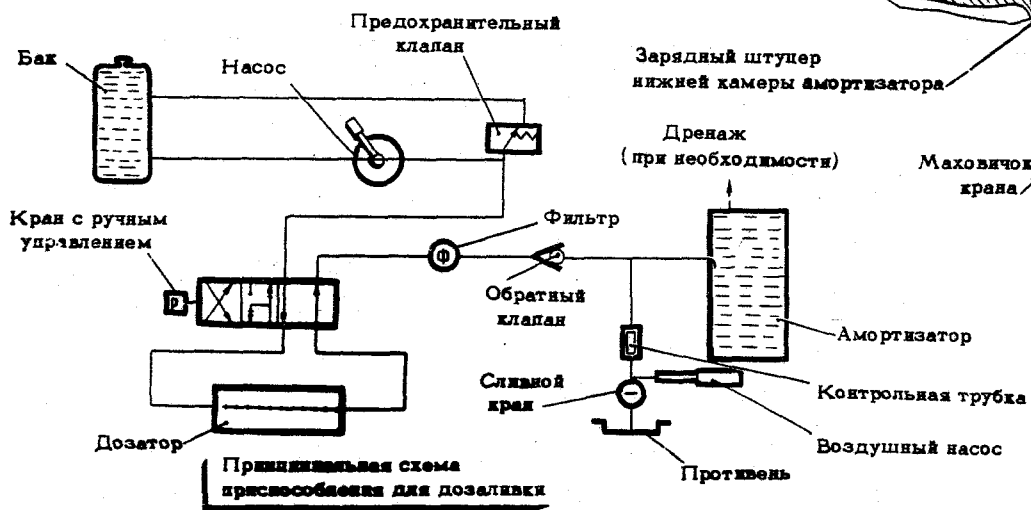 Предохранительный
клапан
Бак
Насос
Зарядный штупер
нижней камеры амортизатора
Дренаж
(при необходимости)
Маховичок
крана
Кран с ручным
управлением
Фильтр
Р
Ф
Обратный
клапан
Амортизатор
Сливной
кран
Контрольная трубка
Дозатор
Воздушный насос
Противень
Принципиальная схема
приспособления для дозаливки